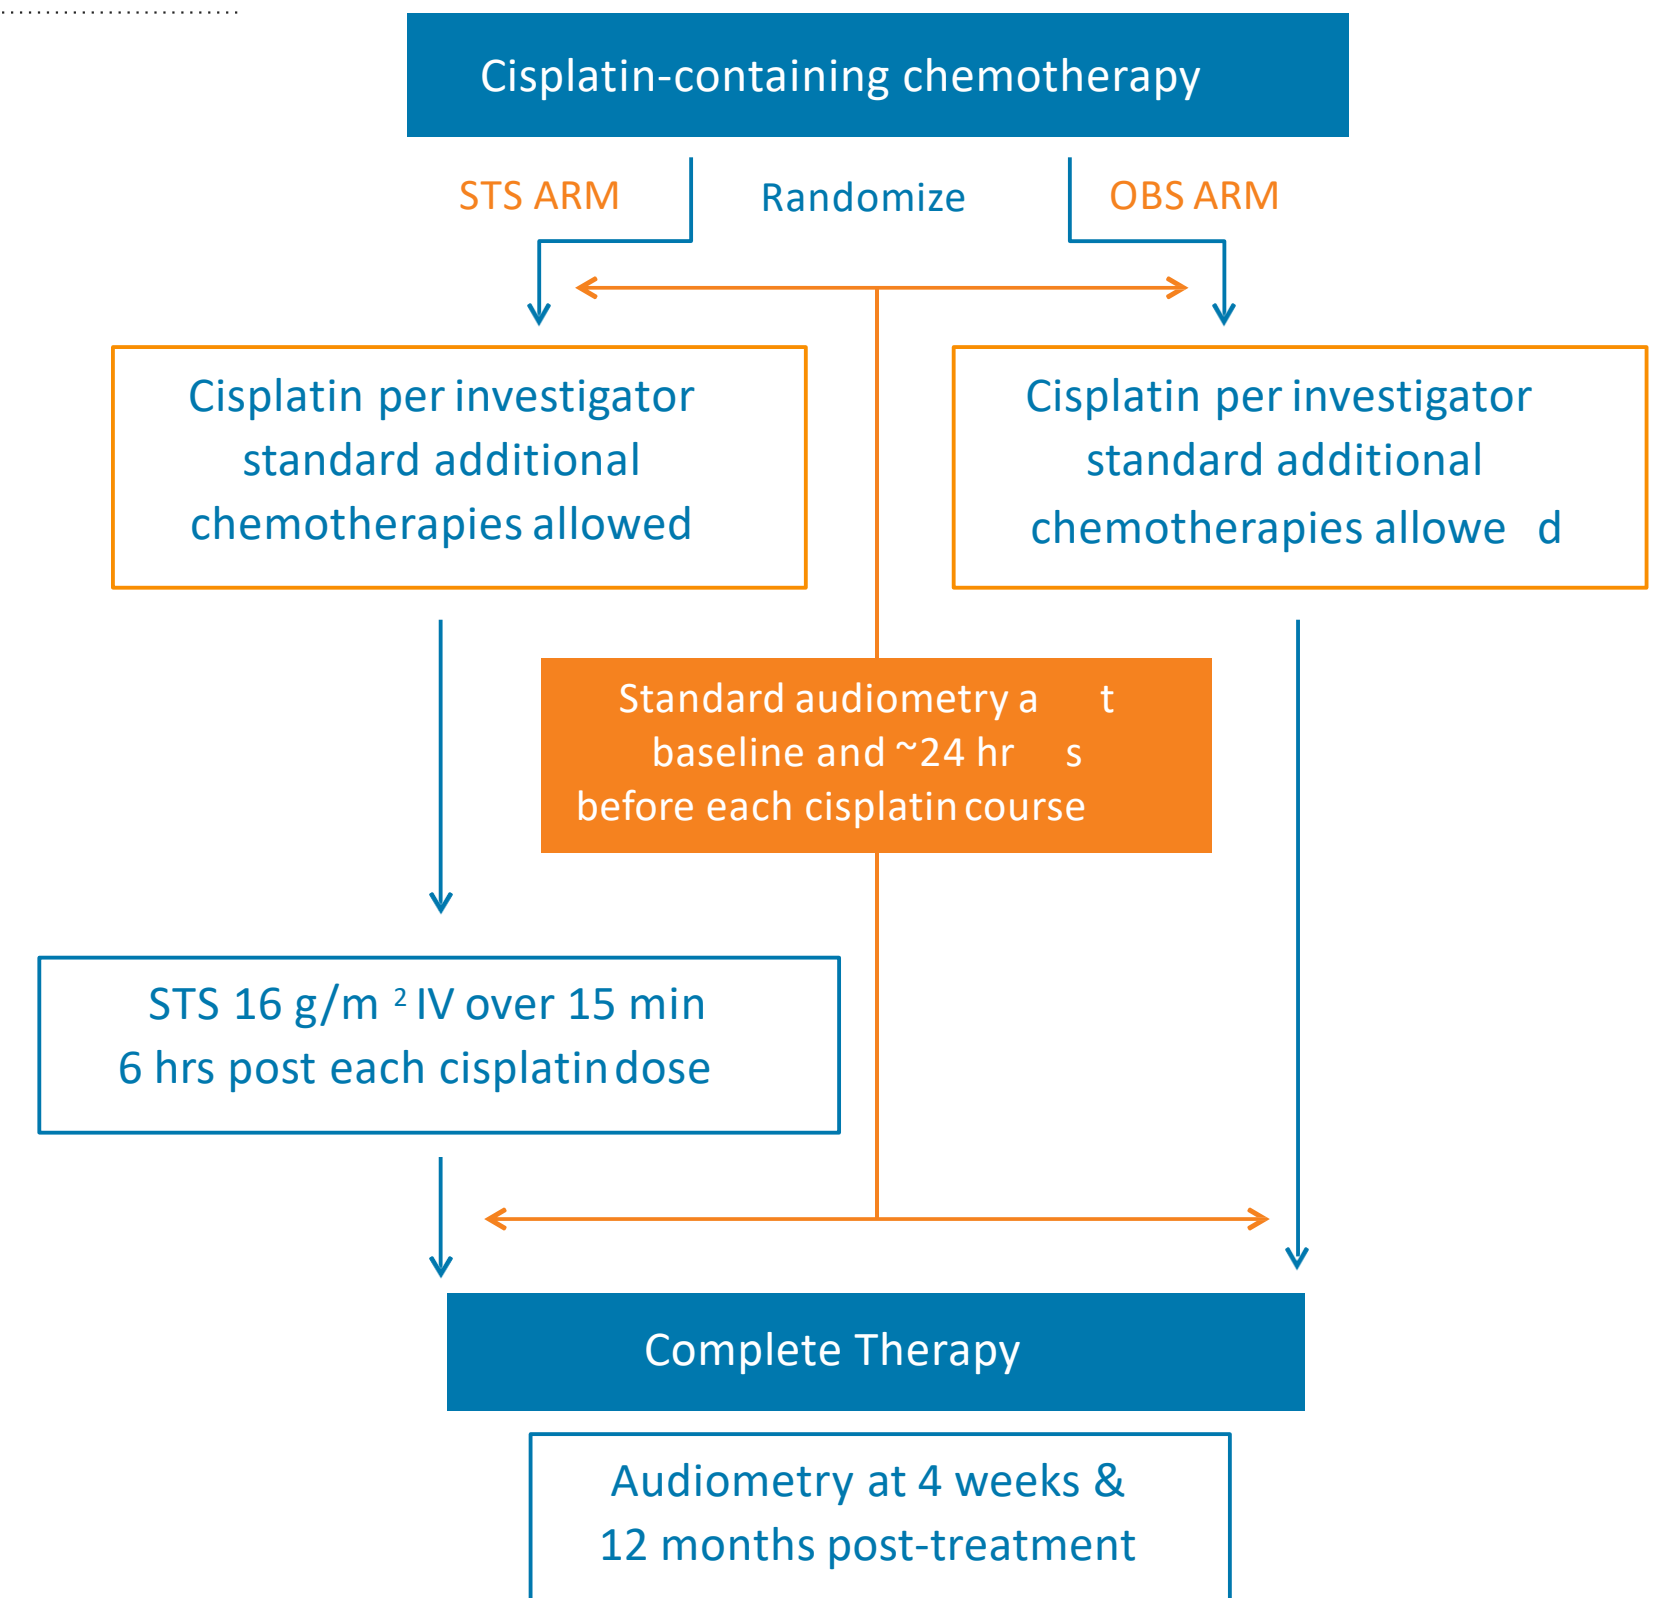 Cisplatin-containing chemotherapy
STS ARM
Randomize
OBS ARM
Cisplatin per investigator
standard additional
chemotherapies allowed
Cisplatin per investigator
standard additional
chemotherapies allowe d
Standard audiometry a t
baseline and ~24 hr s
before each cisplatin course
STS 16 g/m ² IV over 15 min
6 hrs post each cisplatin dose
Complete Therapy
Audiometry at 4 weeks &
12 months post-treatment